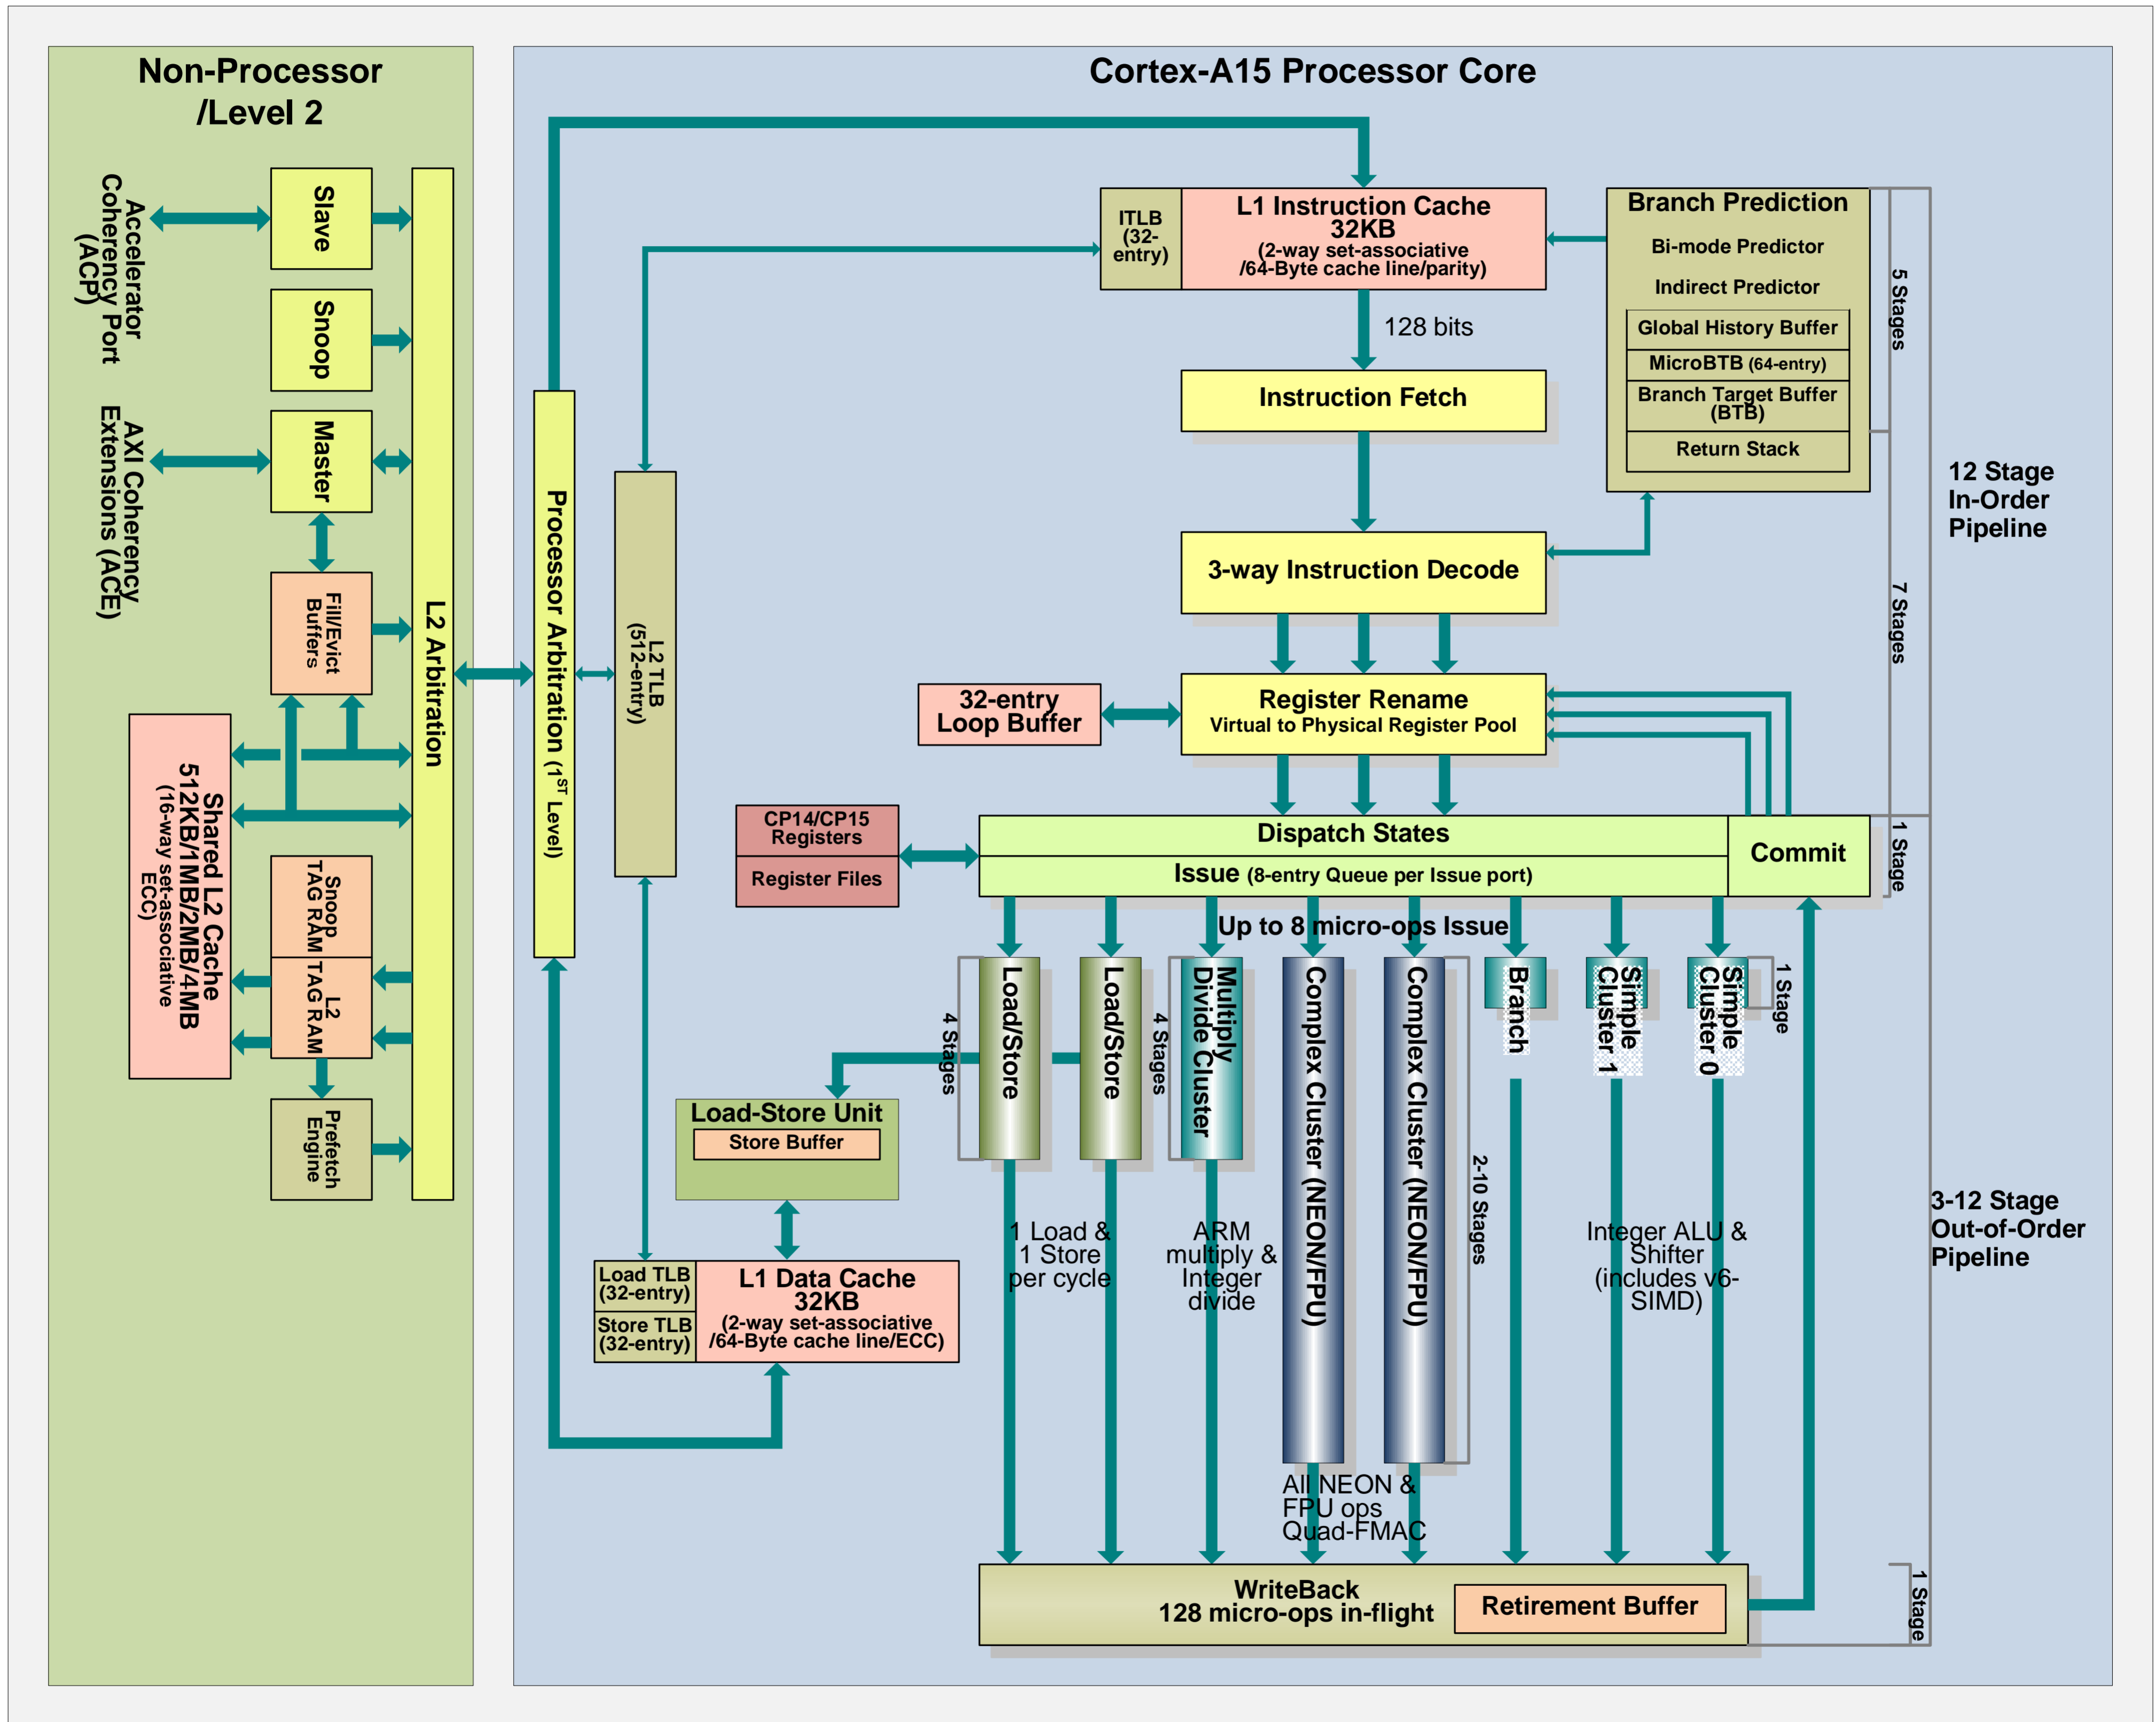 Non-Processor
/Level 2
Accelerator
Coherency Port
(ACP)
AXI Coherency
Extensions (ACE)
Slave
Snoop
Master
Fill/Evict
Buffers
L2 Arbitration
Shared L2 Cache
512KB/1MB/2MB/4MB
(16-way set-associative
ECC)
Snoop
TAG RAM
L2
TAG RAM
Prefetch
Engine
Cortex-A15 Processor Core
Processor Arbitration (1ST Level)
L2 TLB
(512-entry)
ITLB
(32-
entry)
L1 Instruction Cache
32KB
(2-way set-associative
/64-Byte cache line/parity)
128 bits
Instruction Fetch
3-way Instruction Decode
Branch Prediction
Bi-mode Predictor
Indirect Predictor
Global History Buffer
MicroBTB (64-entry)
Branch Target Buffer
(BTB)
Return Stack
5 Stages
7 Stages
12 Stage
In-Order
Pipeline
32-entry
Loop Buffer
Register Rename
Virtual to Physical Register Pool
CP14/CP15
Registers
Register Files
Dispatch States
Issue (8-entry Queue per Issue port)
Commit
1 Stage
Up to 8 micro-ops Issue
4 Stages
Load/Store
Load/Store
4 Stages
Multiply
Divide Cluster
Complex Cluster (NEON/FPU)
Complex Cluster (NEON/FPU)
2-10 Stages
Branch
Simple
Cluster 1
Simple
Cluster 0
1 Stage
Load-Store Unit
Store Buffer
Load TLB
(32-entry)
Store TLB
(32-entry)
L1 Data Cache
32KB
(2-way set-associative
/64-Byte cache line/ECC)
1 Load &
1 Store
per cycle
ARM
multiply &
Integer
divide
Integer ALU &
Shifter
(includes v6-
SIMD)
3-12 Stage
Out-of-Order
Pipeline
All NEON &
FPU ops
Quad-FMAC
WriteBack
128 micro-ops in-flight
Retirement Buffer
1 Stage